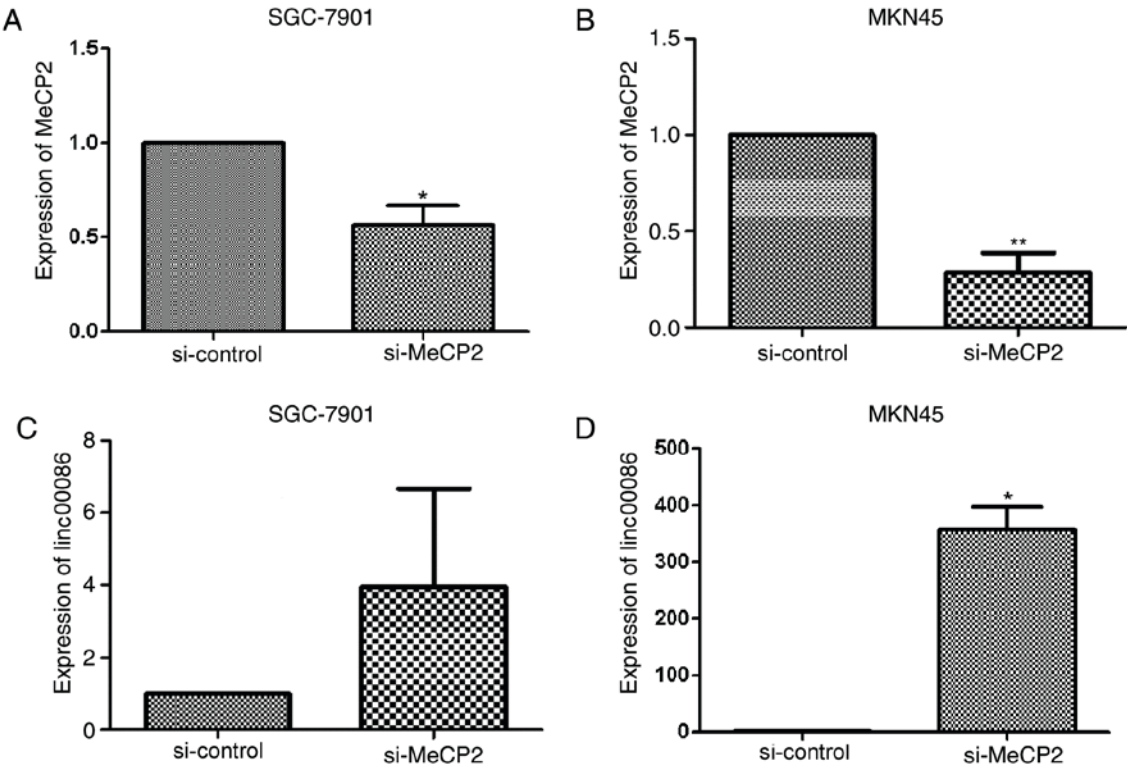 A
SGC-7901
Expression of MeCP2
1.5
1.0
0.5
0.0
*
si-control
si-MeCP2
B
MKN45
Expression of MeCP2
1.5
1.0
0.5
0.0
**
si-control
si-MeCP2
C
SGC-7901
Expression of linc00086
8
6
4
2
0
si-control
si-MeCP2
D
MKN45
Expression of linc00086
500
400
300
200
100
0
*
si-control
si-MeCP2